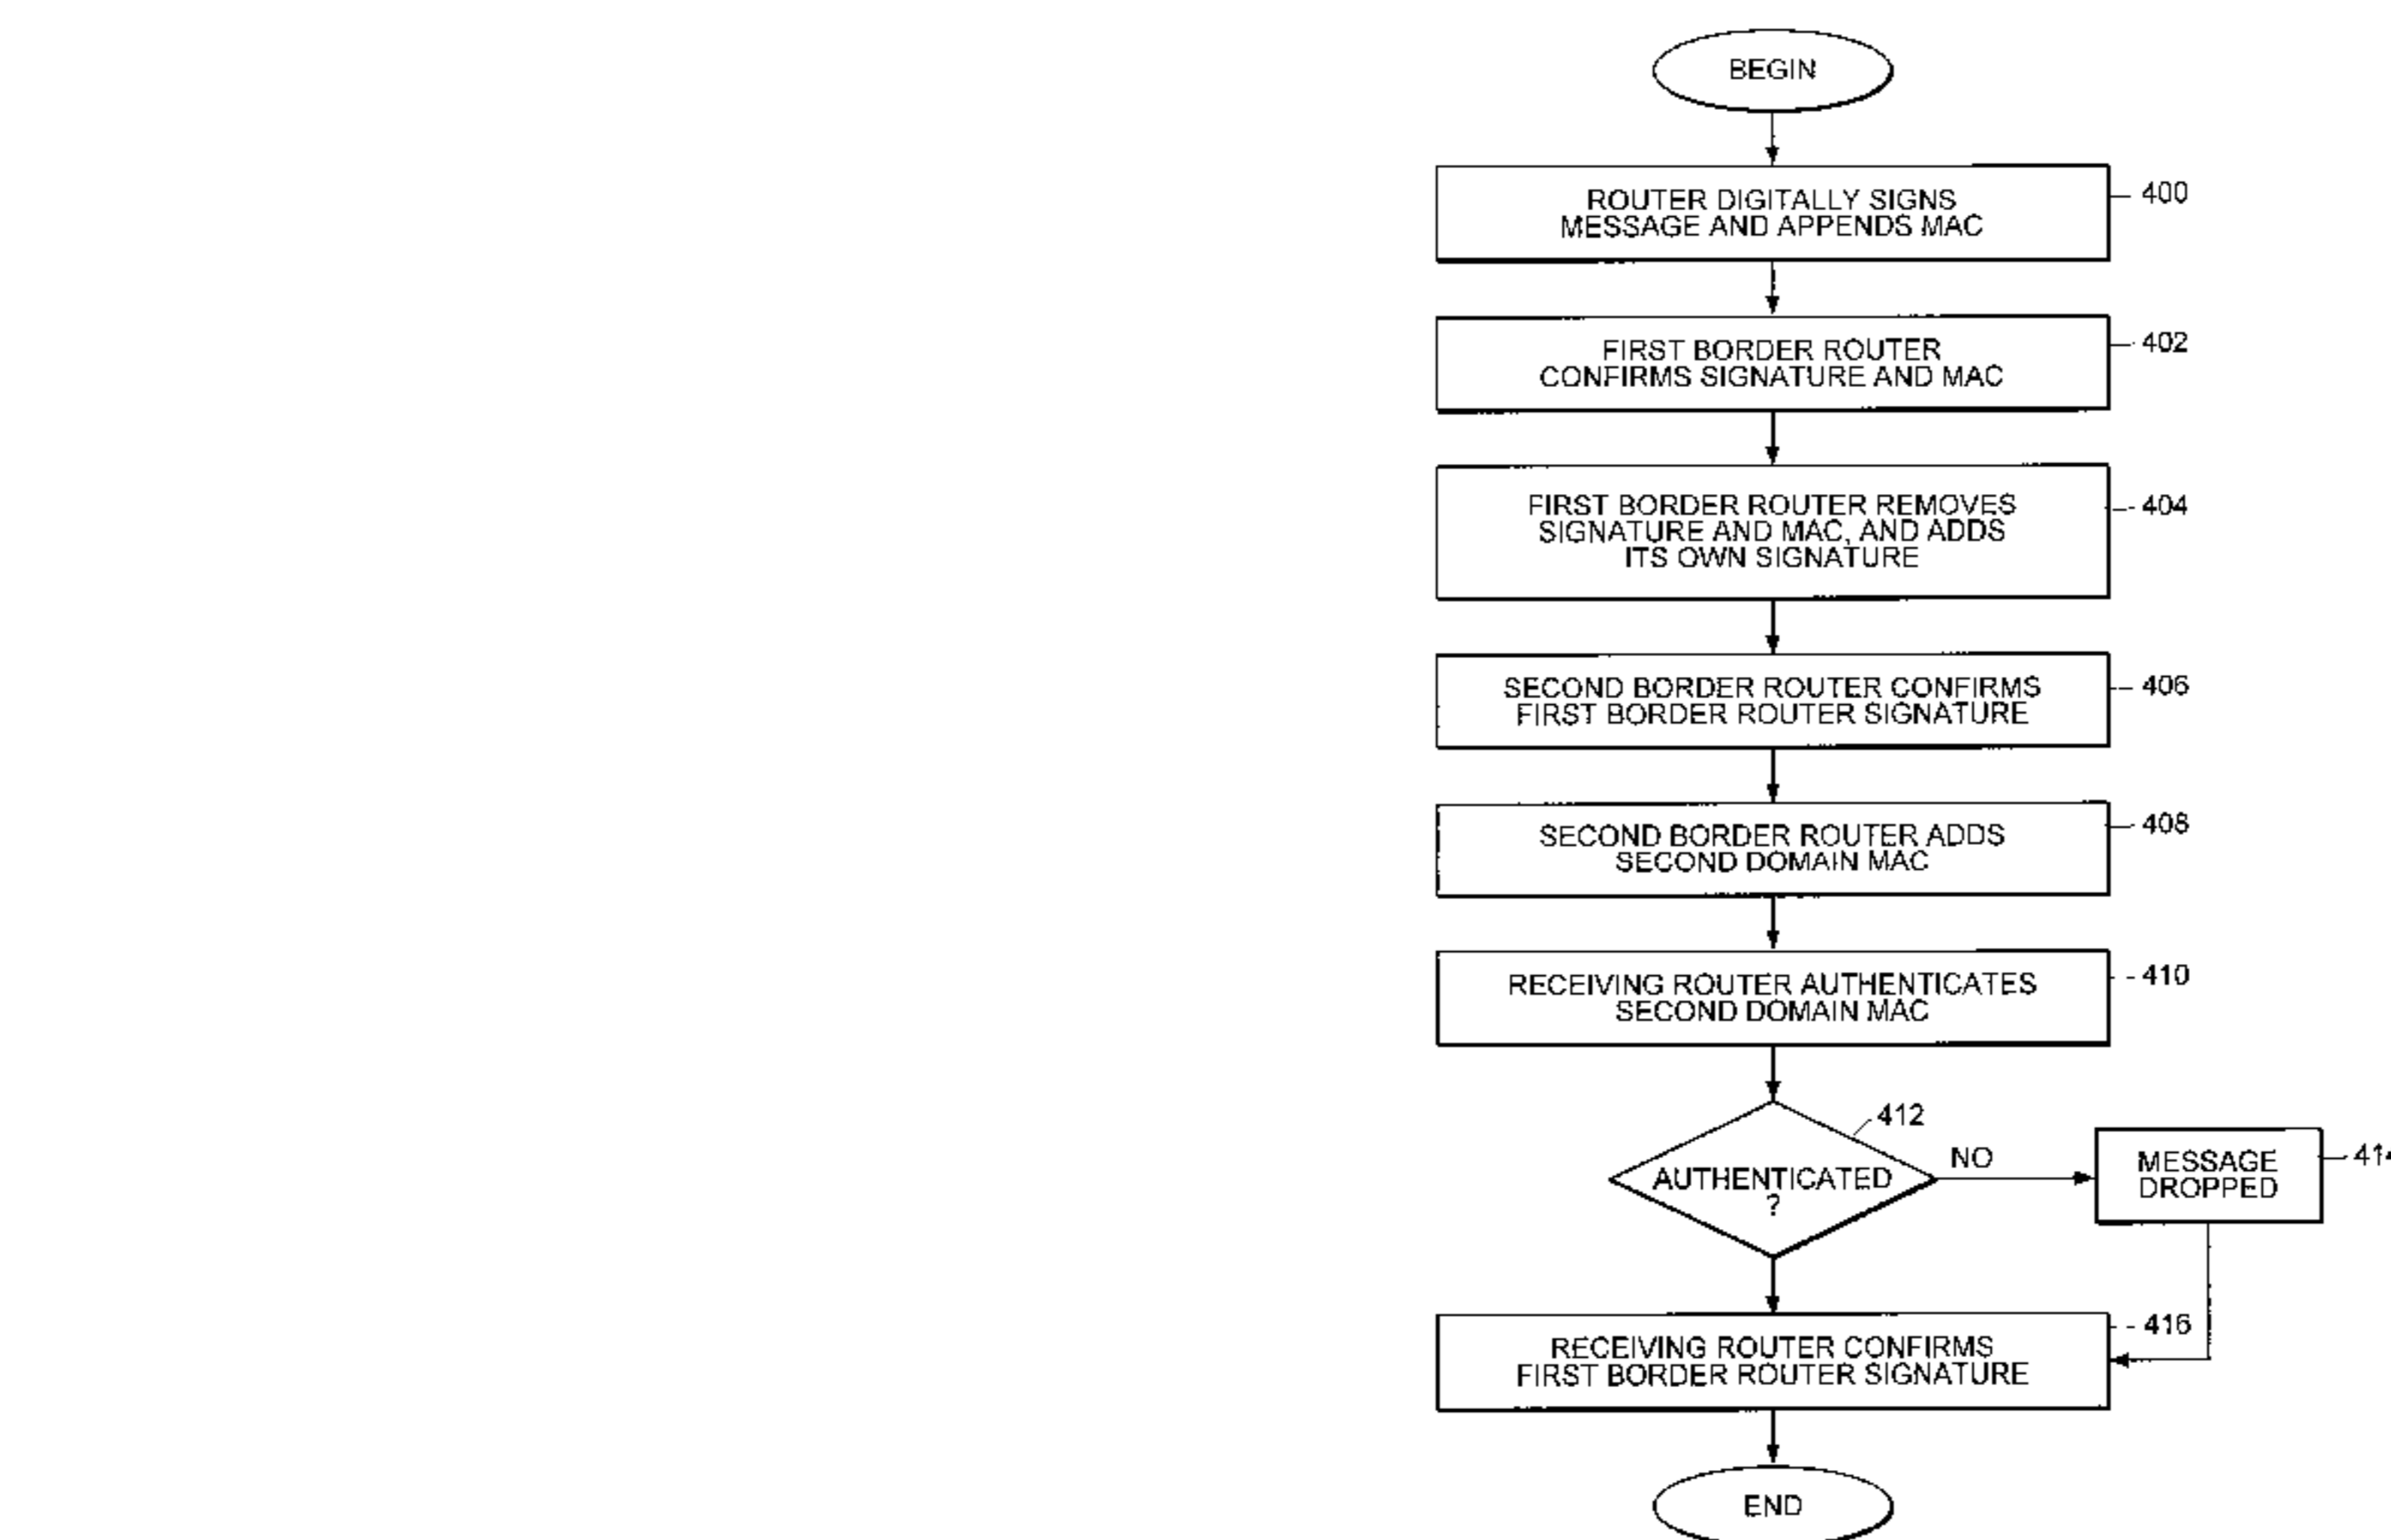 BEGIN
ROUTER DIGITALLY SIGNS
MESSAGE AND APPENDS MAC
400
FIRST BORDER ROUTER
CONFIRMS SIGNATURE AND MAC
402
FIRST BORDER ROUTER REMOVES
SIGNATURE AND MAC, AND ADDS
ITS OWN SIGNATURE
404
SECOND BORDER ROUTER CONFIRMS
FIRST BORDER ROUTER SIGNATURE
406
SECOND BORDER ROUTER ADDS
SECOND DOMAIN MAC
408
RECEIVING ROUTER AUTHENTICATES
SECOND DOMAIN MAC
410
412
AUTHENTICATED
?
NO
MESSAGE
DROPPED
RECEIVING ROUTER CONFIRMS
FIRST BORDER ROUTER SIGNATURE
416
END